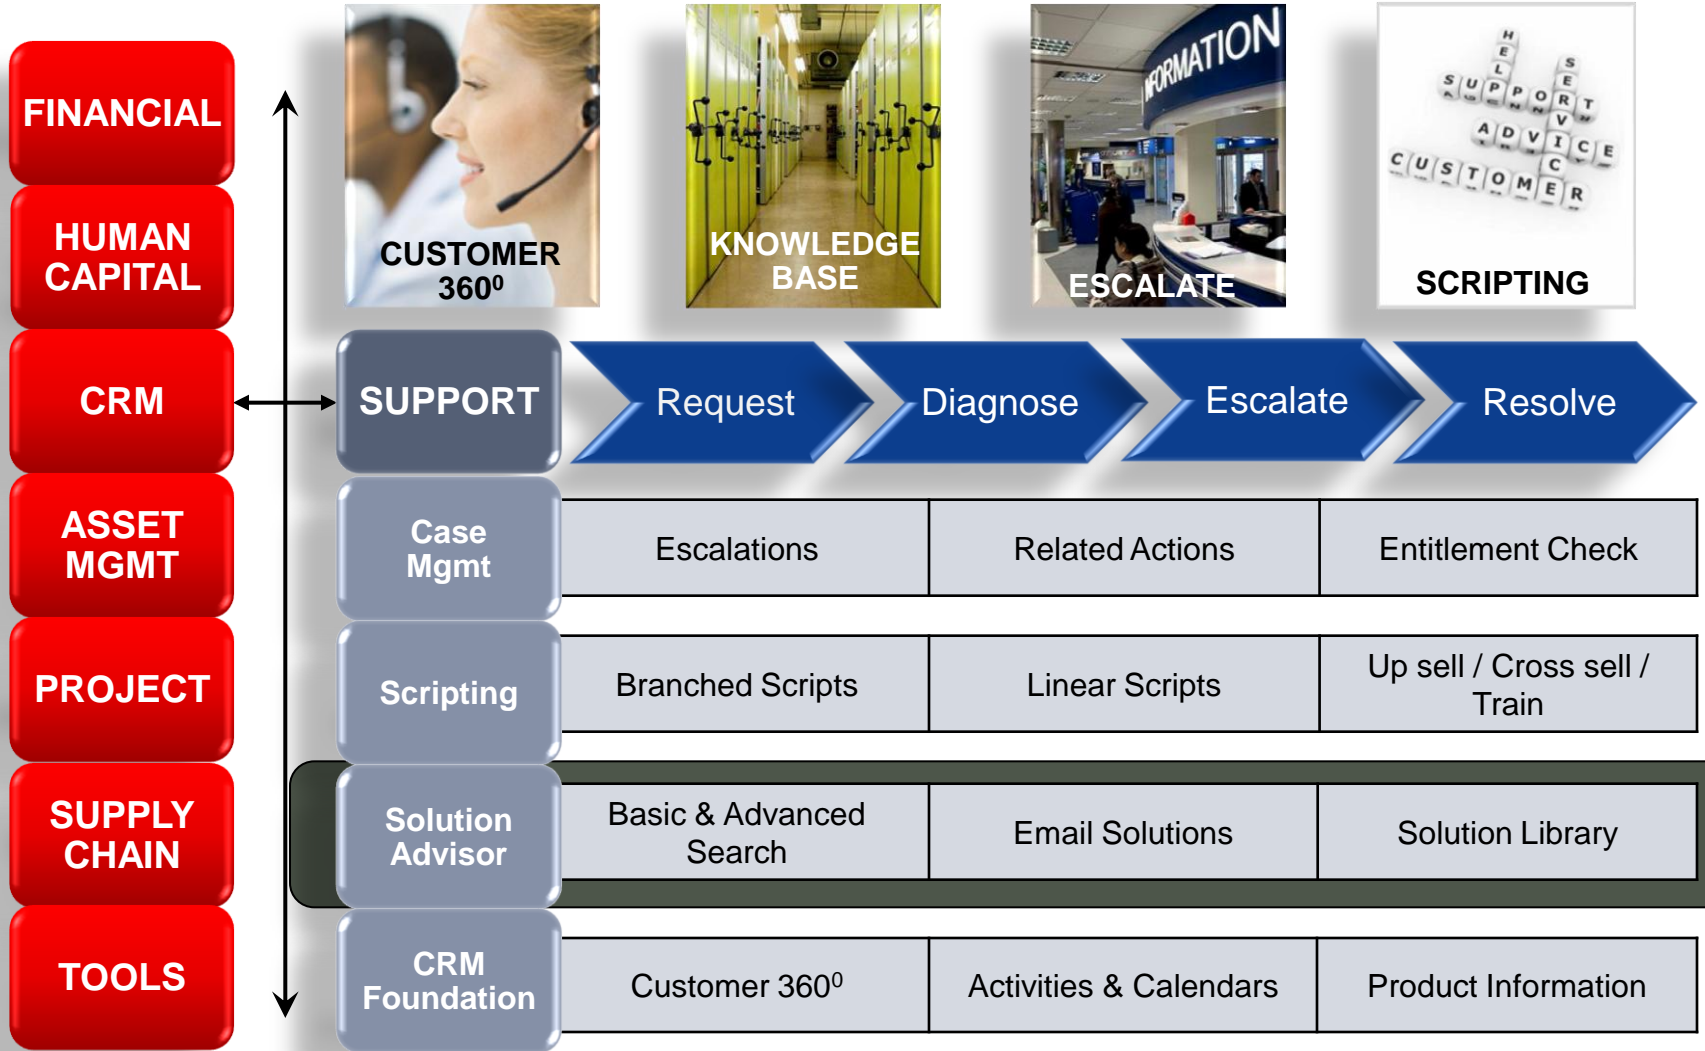 FINANCIAL
HUMAN
CAPITAL
CRM
ASSET
MGMT
PROJECT
SUPPLY
CHAIN
TOOLS
CUSTOMER
360⁰
KNOWLEDGE
BASE
INFORMATION
ESCALATE
HELP
SUPPORT
SERVICE
ADVICE
CUSTOMER
SCRIPTING
SUPPORT
Request
Diagnose
Escalate
Resolve
Case
Mgmt
Escalations
Related Actions
Entitlement Check
Scripting
Branched Scripts
Linear Scripts
Up sell / Cross sell /
Train
Solution
Advisor
Basic & Advanced
Search
Email Solutions
Solution Library
CRM
Foundation
Customer 360⁰
Activities & Calendars
Product Information